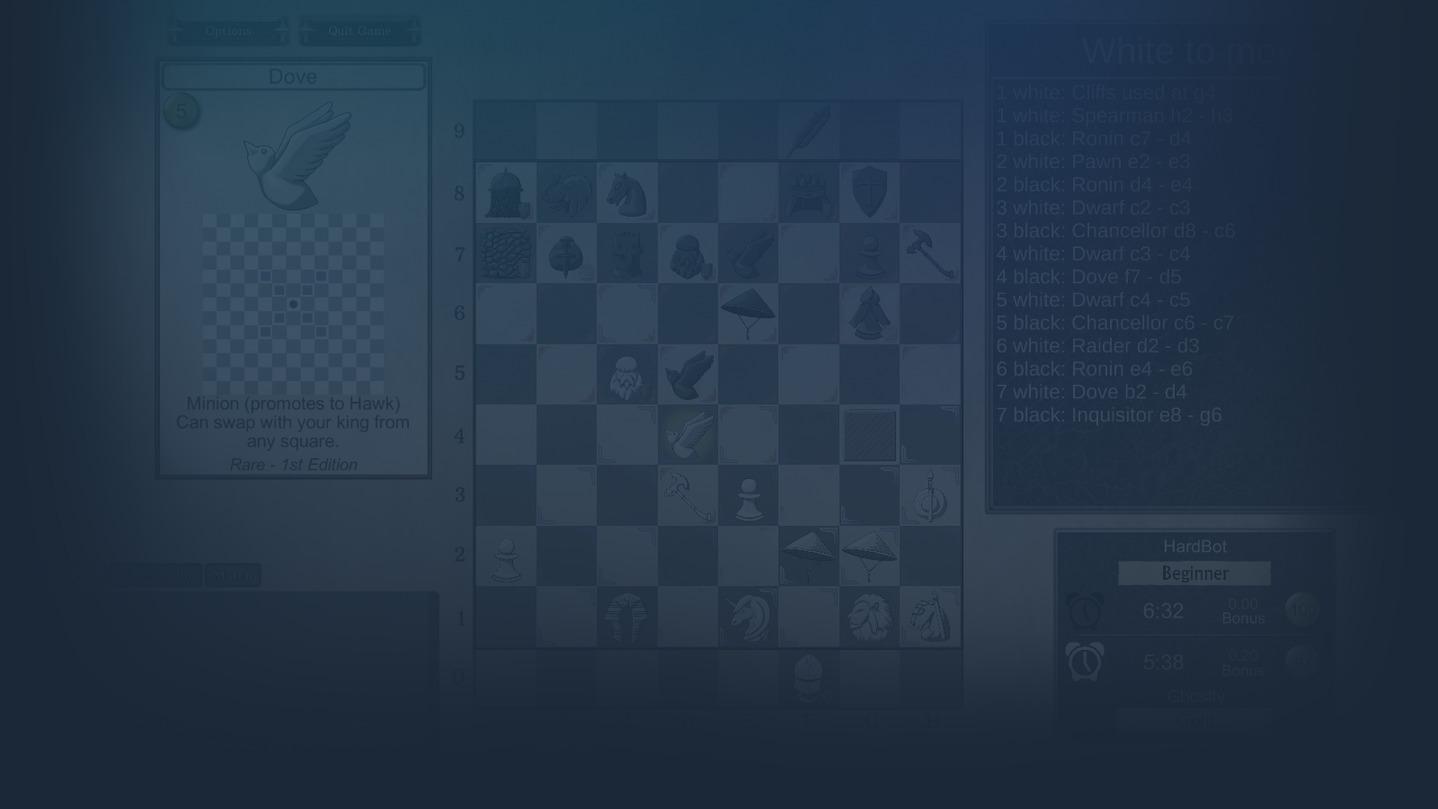 Options
Quit Game
Dove
5
Minion (promotes to Hawk)
Can swap with your king from
any square.
Rare - 1st Edition
9
8
7
6
5
4
3
2
1
0
White to
1 white: Cliffs used at g4
1 white: Spearman h2 - h3
1 black: Ronin c7 - d4
2 white: Pawn e2 - e3
2 black: Ronin d4 - e4
3 white: Dwarf c2 - c3
3 black: Chancellor d8 - c6
4 white: Dwarf c3 - c4
4 black: Dove f7 - d5
5 white: Dwarf c4 - c5
5 black: Chancellor c6 - c7
6 white: Raider d2 - d3
6 black: Ronin e4 - e6
7 white: Dove b2 - d4
7 black: Inquisitor e8 - g6
HardBot
Beginner
6:32
0.00
Bonus
5:38
0.20
Bonus
Ghostly